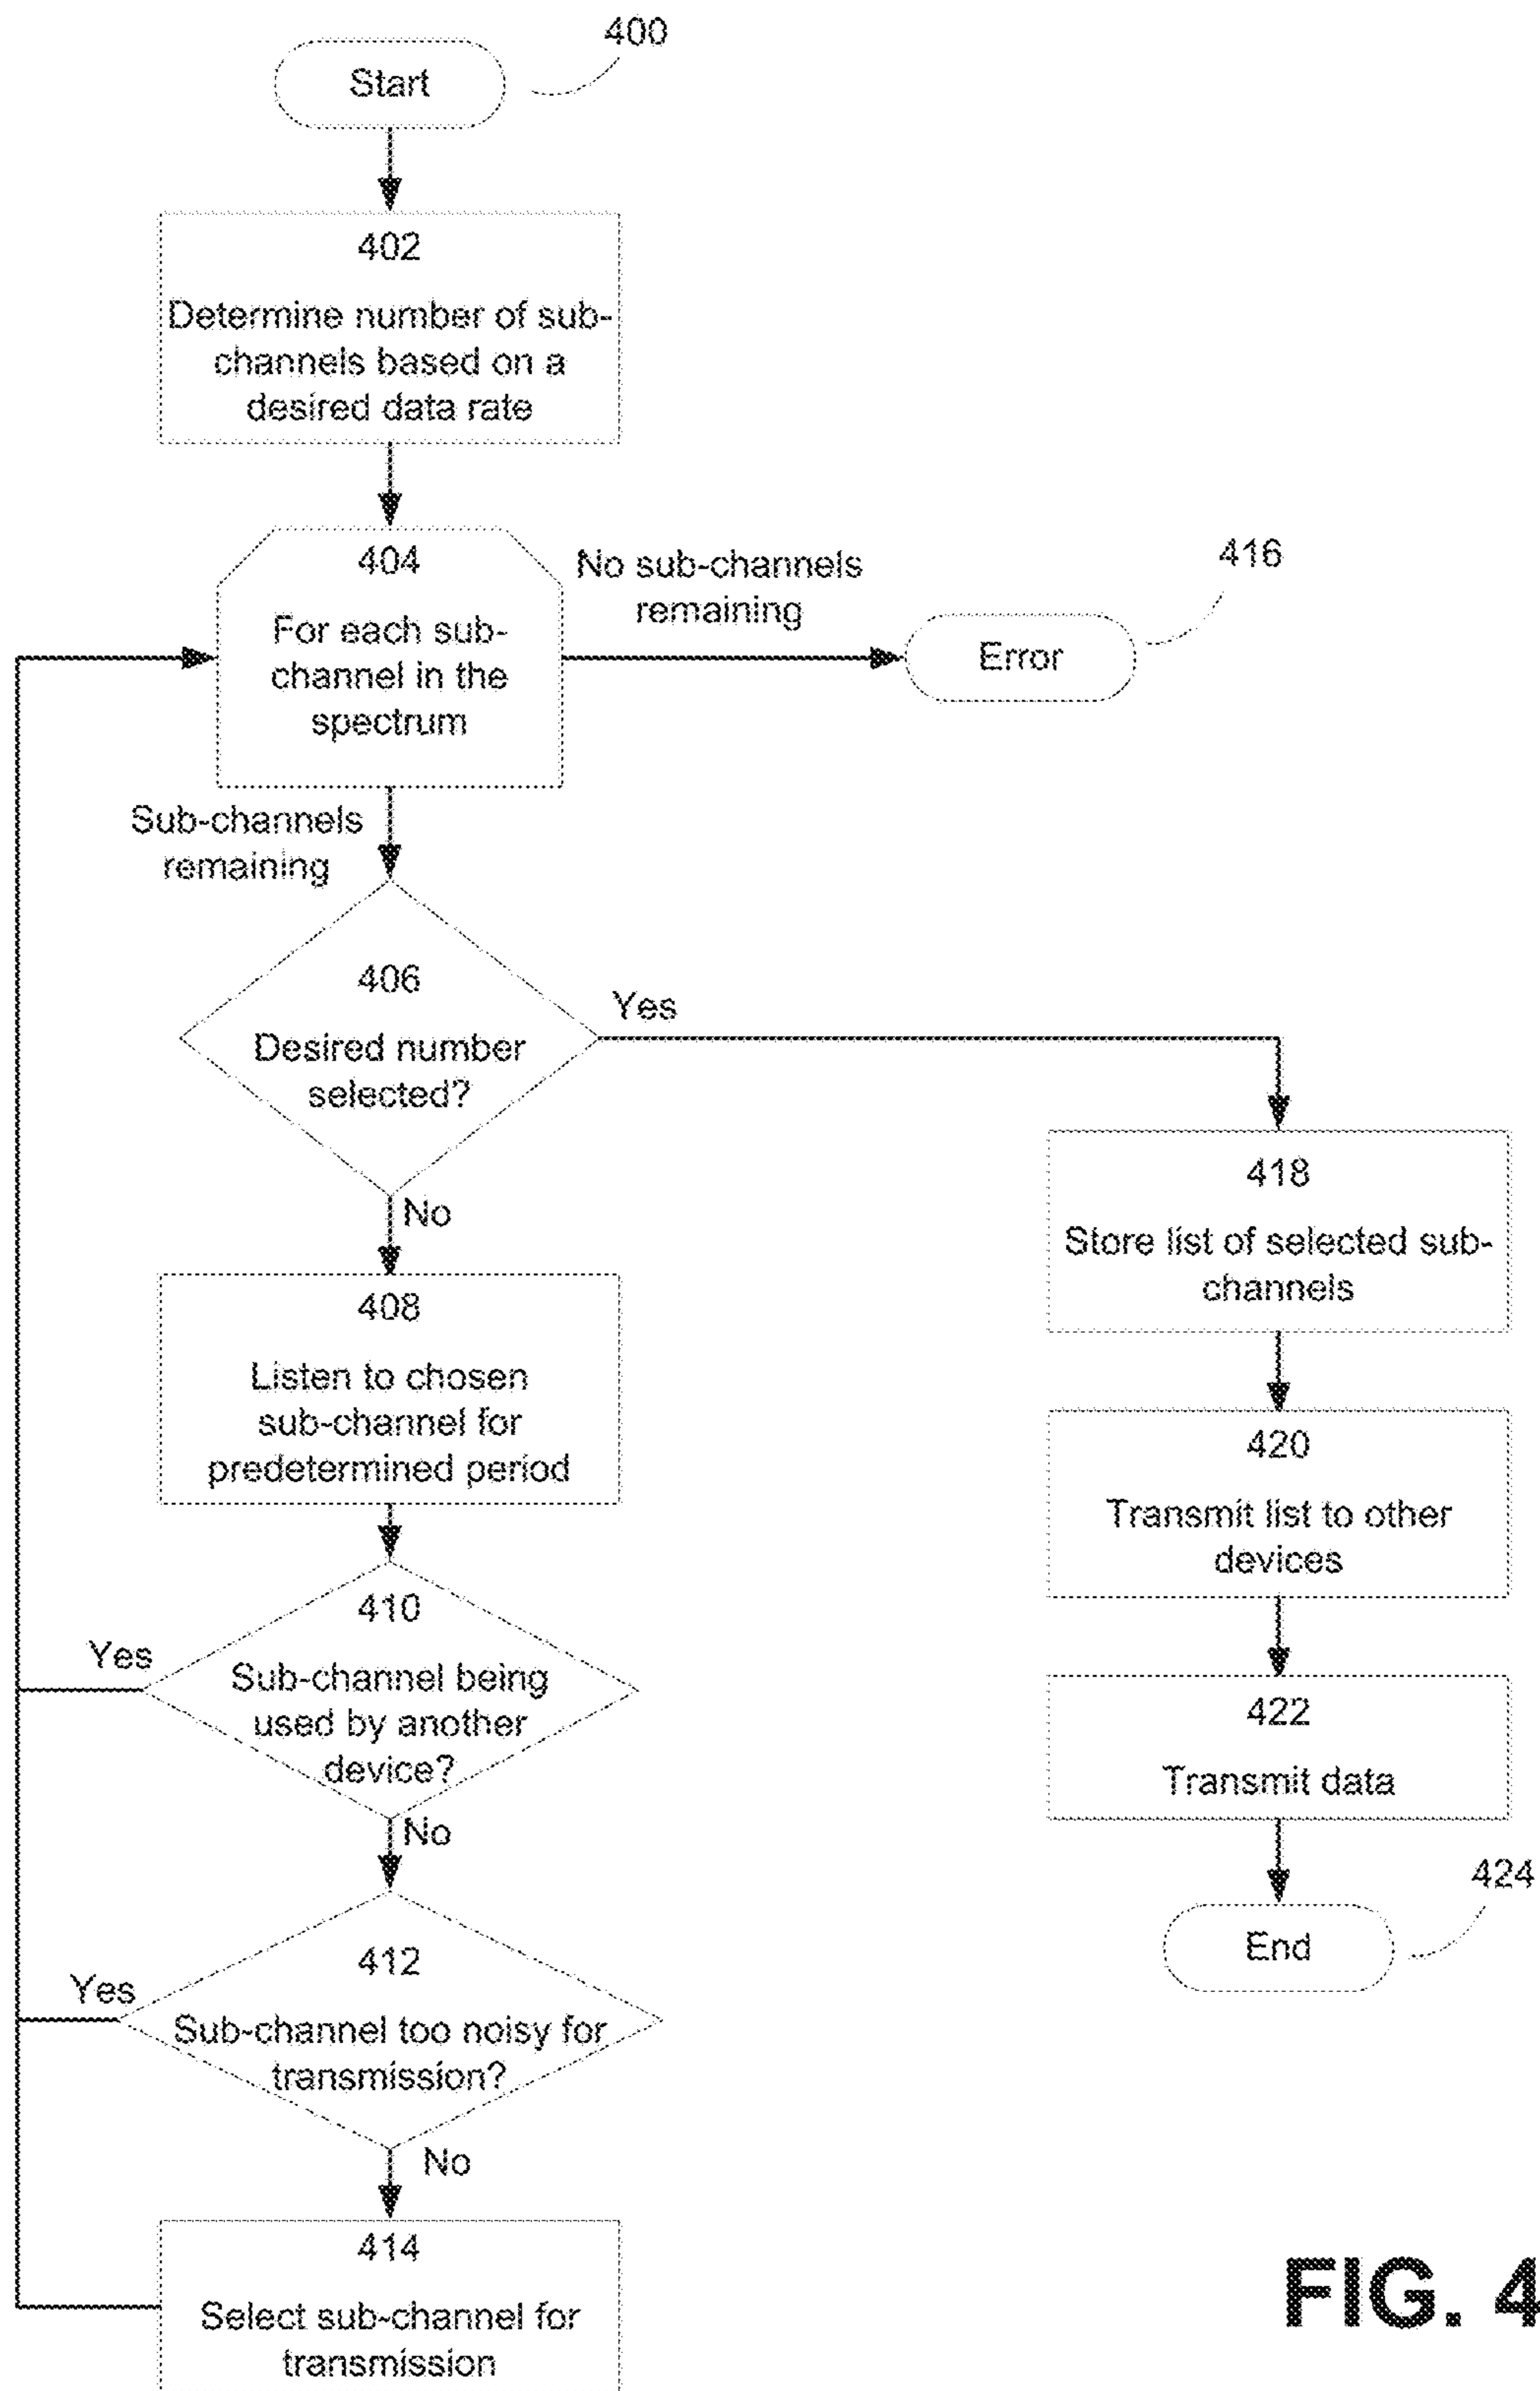 400
Start
402
Determine number of sub-
channels based on a
desired data rate
404
For each sub-
channel in the
spectrum
No sub-channels
remaining
416
Error
Sub-channels
remaining
406
Desired number
selected?
Yes
No
408
Listen to chosen
sub-channel for
predetermined period
410
Sub-channel being
used by another
device?
Yes
No
412
Sub-channel too noisy for
transmission?
Yes
No
414
Select sub-channel for
transmission
418
Store list of selected sub-
channels
420
Transmit list to other
devices
422
Transmit data
424
End
FIG. 4